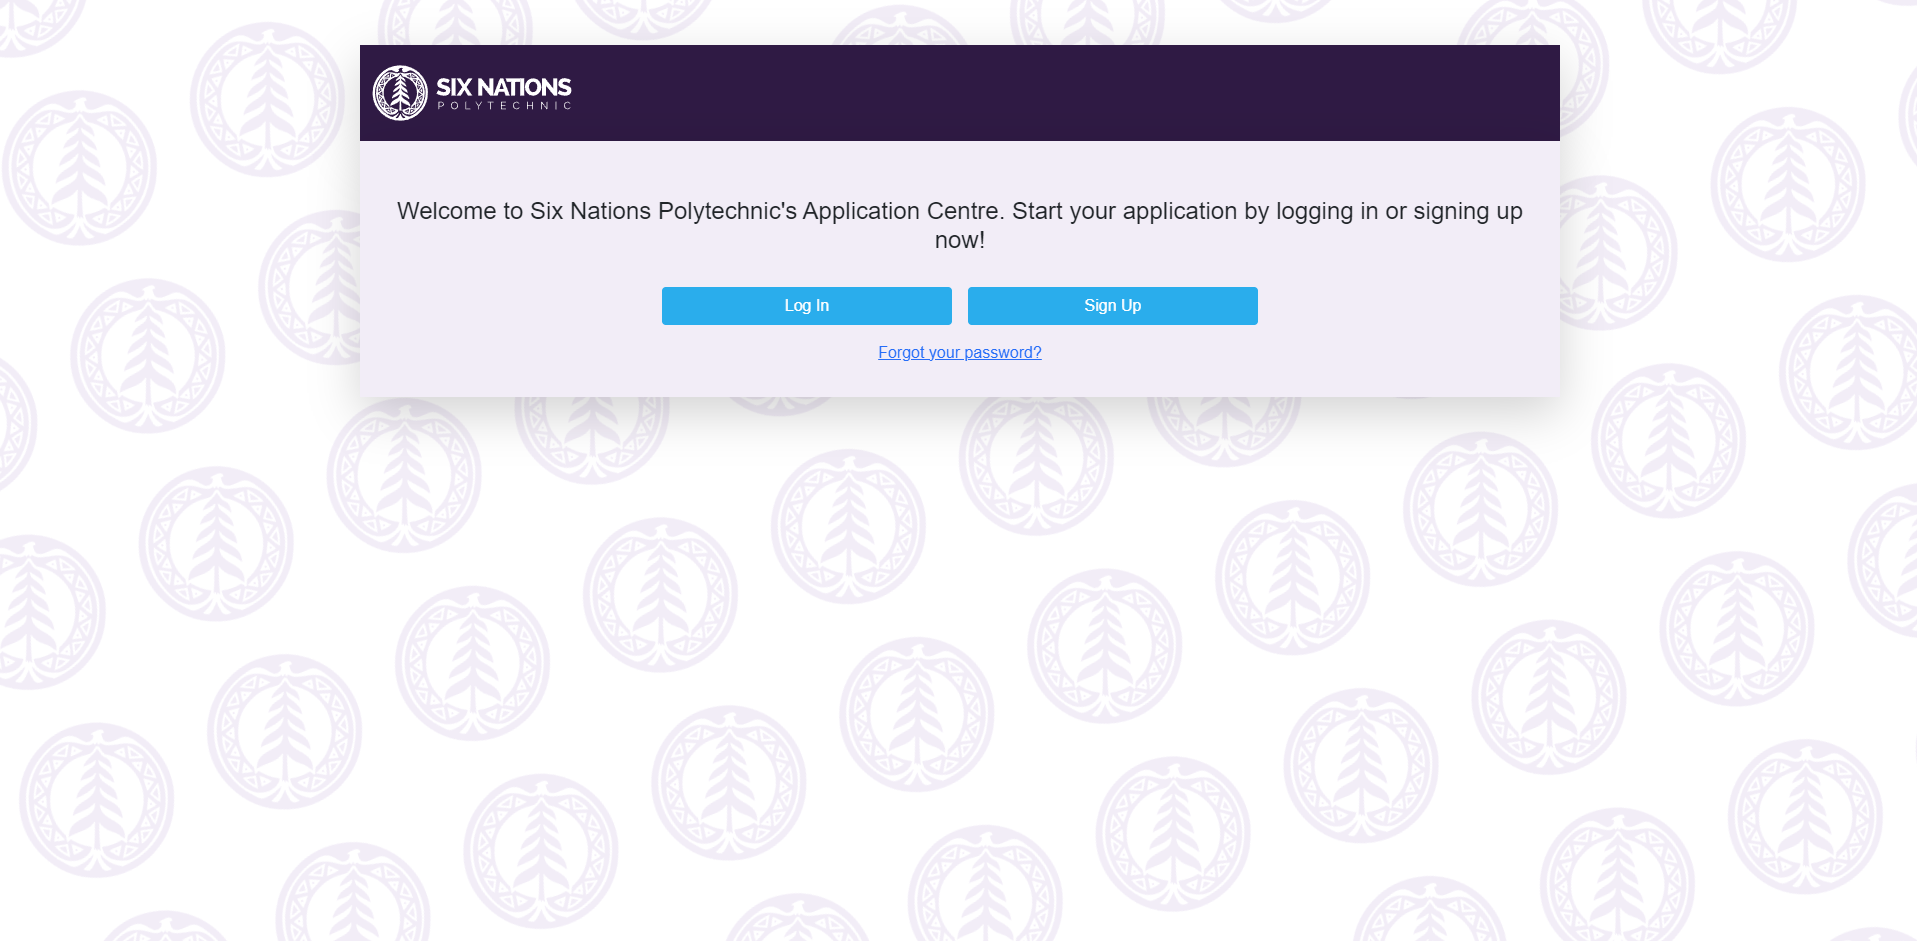 SIX NATIONS
POLYTECHNIC
Welcome to Six Nations Polytechnic's Application Centre. Start your application by logging in or signing up
now!
Log In
Sign Up
Forgot your password?